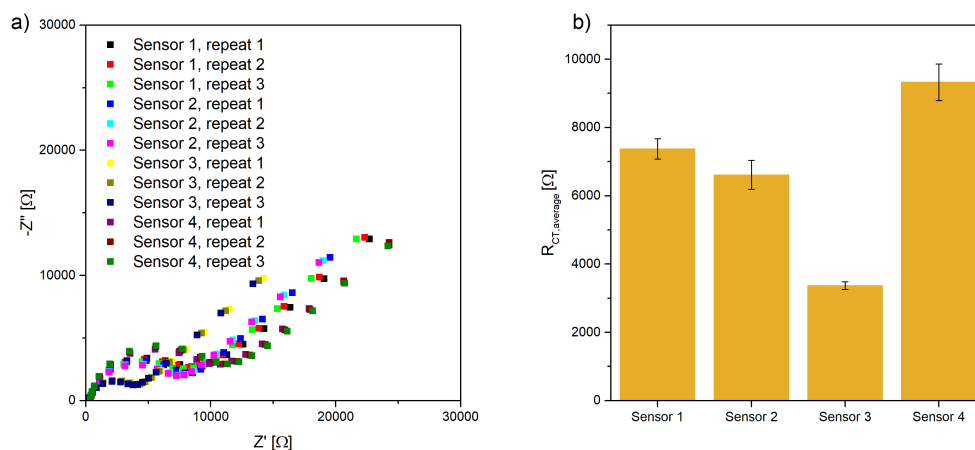 a)
30000
20000
10000
0
-Z'' [Ω]
Sensor 1, repeat 1
Sensor 1, repeat 2
Sensor 1, repeat 3
Sensor 2, repeat 1
Sensor 2, repeat 2
Sensor 2, repeat 3
Sensor 3, repeat 1
Sensor 3, repeat 2
Sensor 3, repeat 3
Sensor 4, repeat 1
Sensor 4, repeat 2
Sensor 4, repeat 3
0 10000 20000 30000
Z' [Ω]
b)
10000
8000
6000
4000
2000
0
R_CT,average [Ω]
Sensor 1 Sensor 2 Sensor 3 Sensor 4